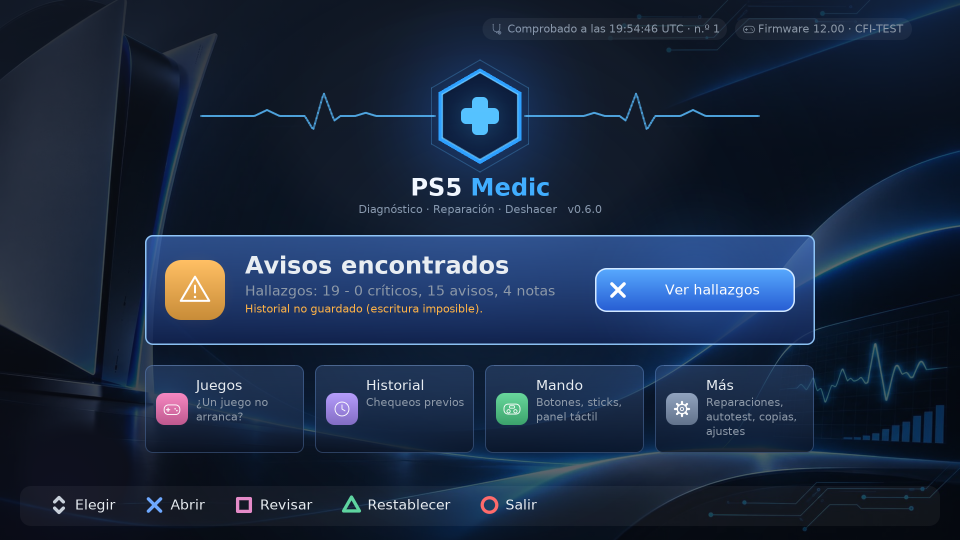 Comprobado a las 19:54:46 UTC · n.º 1
Firmware 12.00 · CFI-TEST
PS5 Medic
Diagnóstico · Reparación · Deshacer v0.6.0
Avisos encontrados
Hallazgos: 19 - 0 críticos, 15 avisos, 4 notas
Historial no guardado (escritura imposible).
Ver hallazgos
Juegos
¿Un juego no
arranca?
Historial
Chequeos previos
Mando
Botones, sticks,
panel táctil
Más
Reparaciones,
autotest, copias,
ajustes
Elegir
Abrir
Revisar
Restablecer
Salir